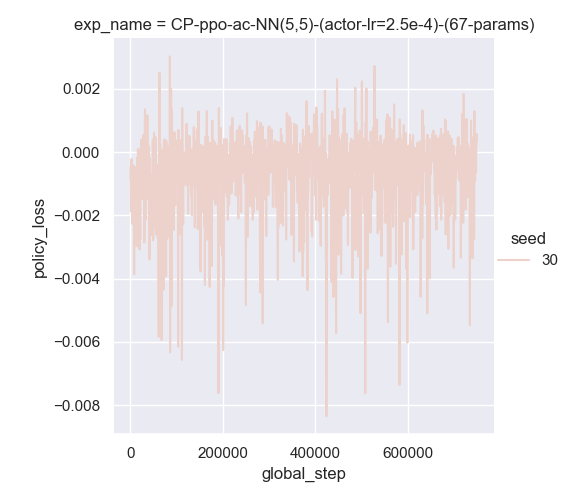 exp_name = CP-ppo-ac-NN(5,5)-(actor-lr=2.5e-4)-(67-params)
0.002
0.000
−0.002
−0.004
−0.006
−0.008
policy_loss
0
200000
400000
600000
global_step
seed
30